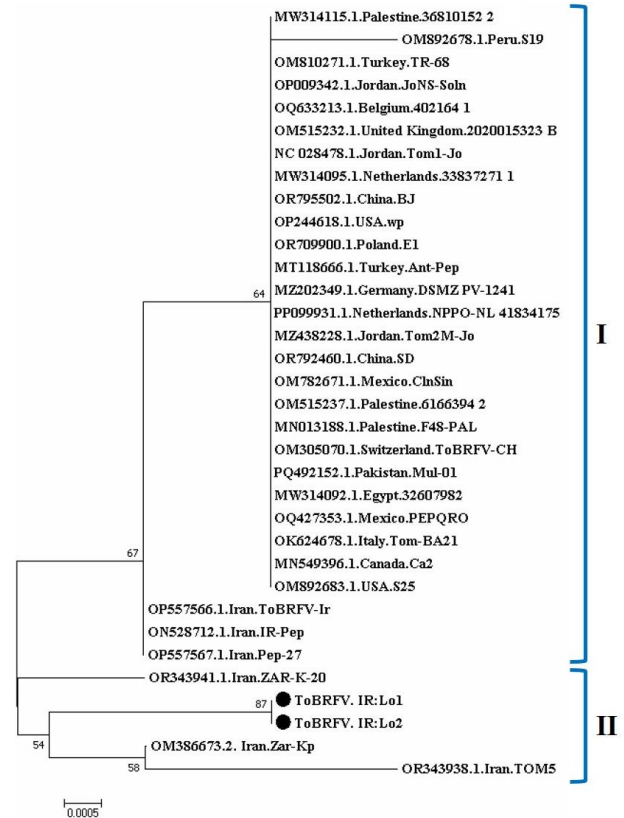 MW314115.1.Palestine.36810152 2
OM892678.1.Peru.S19
OM810271.1.Turkey.TR-68
OP009342.1.Jordan.JoNS-Soln
OQ633213.1.Belgium.402164 1
OM515232.1.United Kingdom.2020015323 B
NC 028478.1.Jordan.Tom1-Jo
MW314095.1.Netherlands.33837271 1
OR795502.1.China.BJ
OP244618.1.USA.wp
OR709900.1.Poland.E1
MT118666.1.Turkey.Ant-Pep
64
MZ202349.1.Germany.DSMZ PV-1241
PP099931.1.Netherlands.NPPO-NL 41834175
MZ438228.1.Jordan.Tom2M-Jo
I
OR792460.1.China.SD
OM782671.1.Mexico.ClnSin
OM515237.1.Palestine.6166394 2
MN013188.1.Palestine.F48-PAL
OM305070.1.Switzerland.ToBRFV-CH
PQ492152.1.Pakistan.Mul-01
MW314092.1.Egypt.32607982
OQ427353.1.Mexico.PEPQRO
OK624678.1.Italy.Tom-BA21
67
MN549396.1.Canada.Ca2
OM892683.1.USA.S25
OP557566.1.Iran.ToBRFV-Ir
ON528712.1.Iran.IR-Pep
OP557567.1.Iran.Pep-27
OR343941.1.Iran.ZAR-K-20
87
ToBRFV. IR:Lo1
ToBRFV. IR:Lo2
II
54
OM386673.2. Iran.Zar-Kp
58
OR343938.1.Iran.TOM5
0.0005